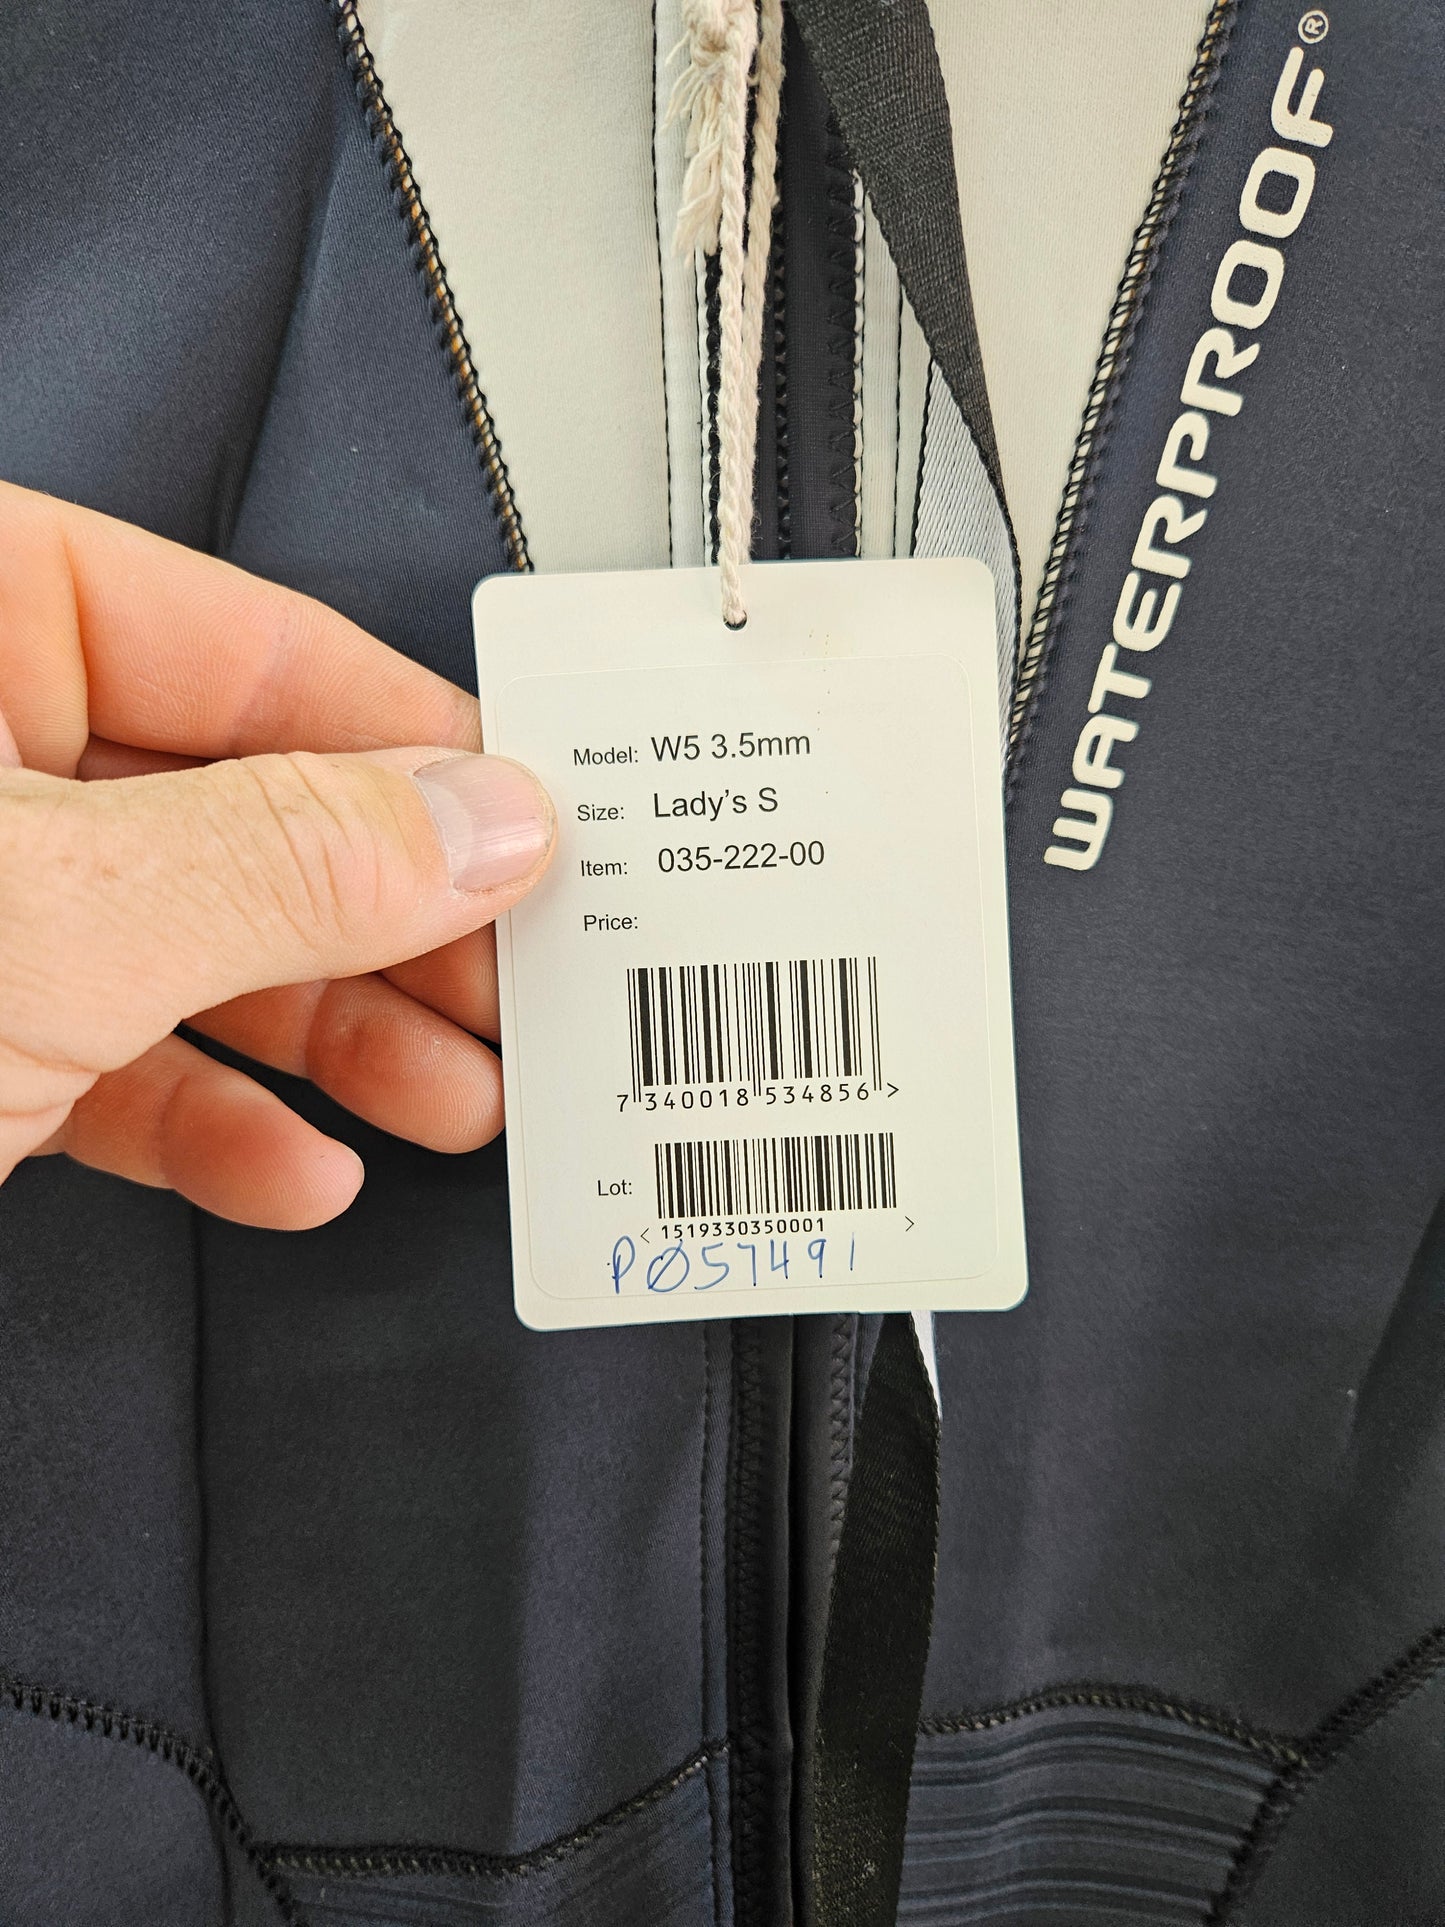 WATERPROOF®
Model: W5 3.5mm
Size: Lady's S
Item: 035-222-00
Price:
7 340018 534856 >
Lot:
< 1519330350001 >
PØ57491